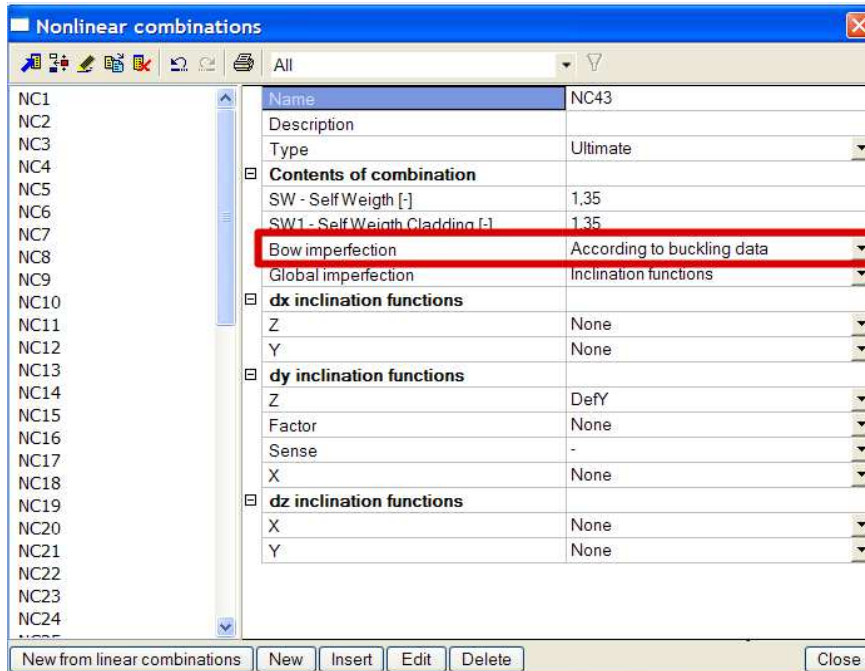 Nonlinear combinations
All
NC1
NC2
NC3
NC4
NC5
NC6
NC7
NC8
NC9
NC10
NC11
NC12
NC13
NC14
NC15
NC16
NC17
NC18
NC19
NC20
NC21
NC22
NC23
NC24
Name NC43
Description
Type Ultimate
Contents of combination
SW - Self Weigth [-] 1,35
SW1 - Self Weigth Cladding [-] 1,35
Bow imperfection According to buckling data
Global imperfection Inclination functions
dx inclination functions
Z None
Y None
dy inclination functions
Z DefY
Factor None
Sense -
X None
dz inclination functions
X None
Y None
New from linear combinations New Insert Edit Delete Close